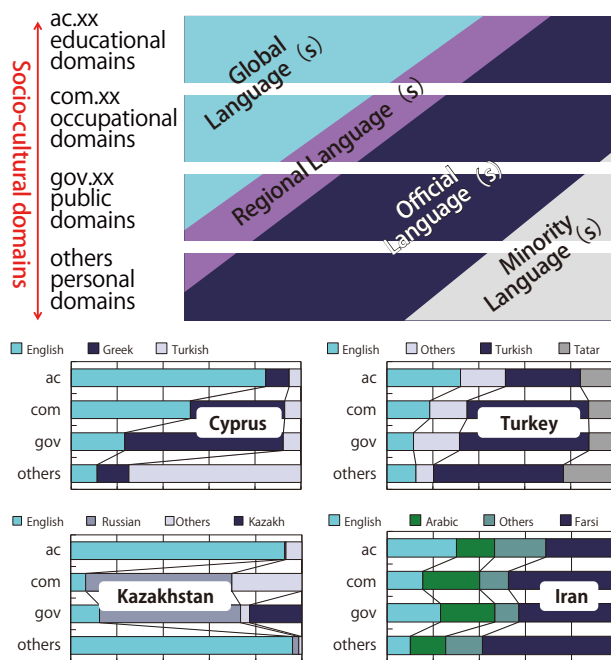 Socio-cultural domains
ac.xx
educational
domains
com.xx
occupational
domains
gov.xx
public
domains
others
personal
domains
Global
Language (s)
Regional Language (s)
Official
Language (s)
Minority
Language (s)
English Greek Turkish
ac
com
gov
others
Cyprus
English Others Turkish Tatar
ac
com
gov
others
Turkey
English Russian Others Kazakh
ac
com
gov
others
Kazakhstan
English Arabic Others Farsi
ac
com
gov
others
Iran